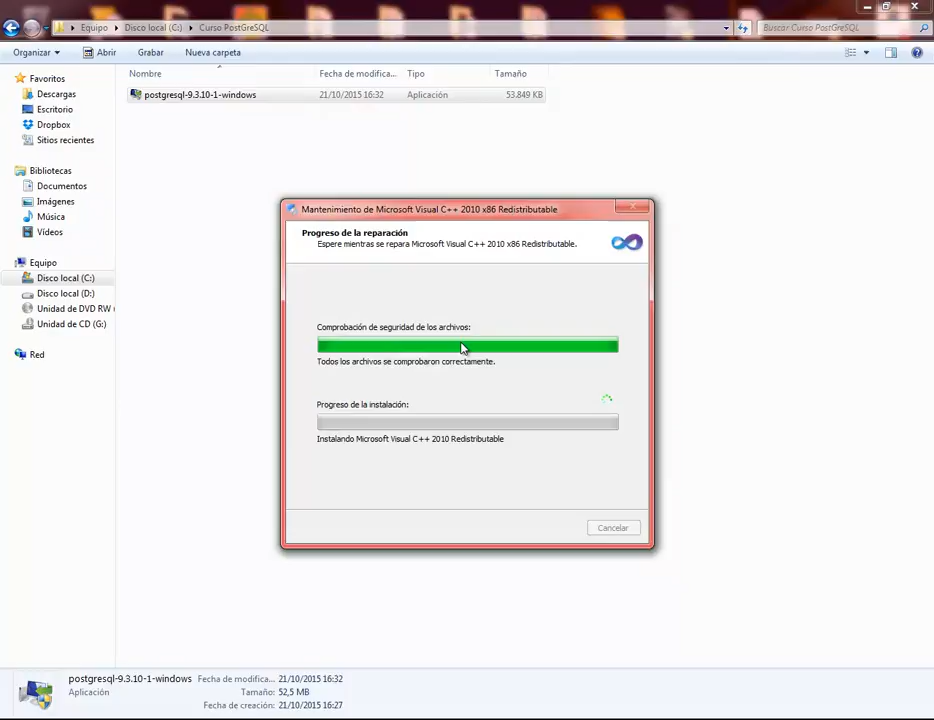 Equipo ▸ Disco local (C:) ▸ Curso PostGreSQL
Buscar Curso PostGreSQL
Organizar
Abrir
Grabar
Nueva carpeta
Favoritos
Descargas
Escritorio
Dropbox
Sitios recientes
Bibliotecas
Documentos
Imágenes
Música
Vídeos
Equipo
Disco local (C:)
Disco local (D:)
Unidad de DVD RW (
Unidad de CD (G:)
Red
Nombre Fecha de modifica... Tipo Tamaño
postgresql-9.3.10-1-windows 21/10/2015 16:32 Aplicación 53.849 KB
Mantenimiento de Microsoft Visual C++ 2010 x86 Redistributable
Progreso de la reparación
Espere mientras se repara Microsoft Visual C++ 2010 x86 Redistributable.
Comprobación de seguridad de los archivos:
Todos los archivos se comprobaron correctamente.
Progreso de la instalación:
Instalando Microsoft Visual C++ 2010 Redistributable
Cancelar
postgresql-9.3.10-1-windows Fecha de modifica... 21/10/2015 16:32
Aplicación Tamaño: 52,5 MB
Fecha de creación: 21/10/2015 16:27